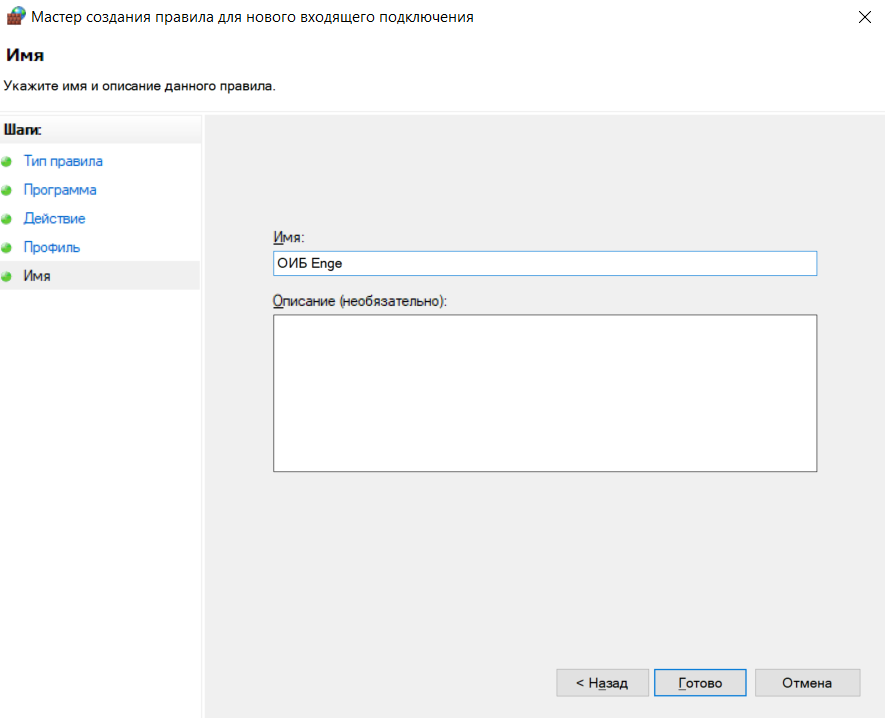 Мастер создания правила для нового входящего подключения
Имя
Укажите имя и описание данного правила.
Шаги:
Тип правила
Программа
Действие
Профиль
Имя
Имя:
ОИБ Enge
Описание (необязательно):
< Назад
Готово
Отмена